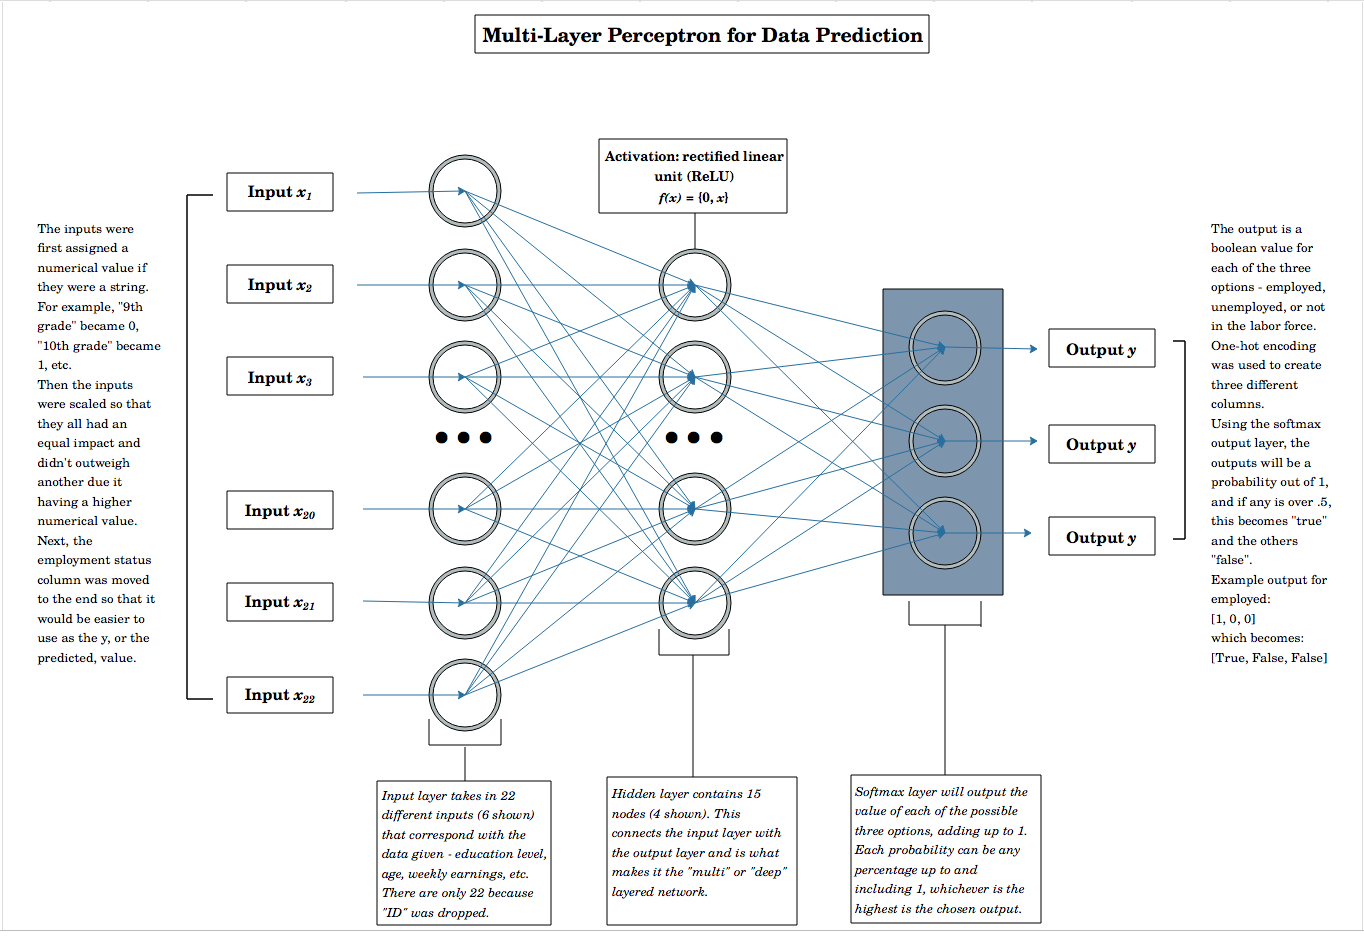 Multi-Layer Perceptron for Data Prediction
Activation: rectified linear
unit (ReLU)
f(x) = {0, x}
The inputs were
first assigned a
numerical value if
they were a string.
For example, "9th
grade" became 0,
"10th grade" became
1, etc.
Then the inputs
were scaled so that
they all had an
equal impact and
didn't outweigh
another due it
having a higher
numerical value.
Next, the
employment status
column was moved
to the end so that it
would be easier to
use as the y, or the
predicted, value.
Input x1
Input x2
Input x3
Input x20
Input x21
Input x22
Output y
Output y
Output y
The output is a
boolean value for
each of the three
options - employed,
unemployed, or not
in the labor force.
One-hot encoding
was used to create
three different
columns.
Using the softmax
output layer, the
outputs will be a
probability out of 1,
and if any is over .5,
this becomes "true"
and the others
"false".
Example output for
employed:
[1, 0, 0]
which becomes:
[True, False, False]
Input layer takes in 22
different inputs (6 shown)
that correspond with the
data given - education level,
age, weekly earnings, etc.
There are only 22 because
"ID" was dropped.
Hidden layer contains 15
nodes (4 shown). This
connects the input layer with
the output layer and is what
makes it the "multi" or "deep"
layered network.
Softmax layer will output the
value of each of the possible
three options, adding up to 1.
Each probability can be any
percentage up to and
including 1, whichever is the
highest is the chosen output.